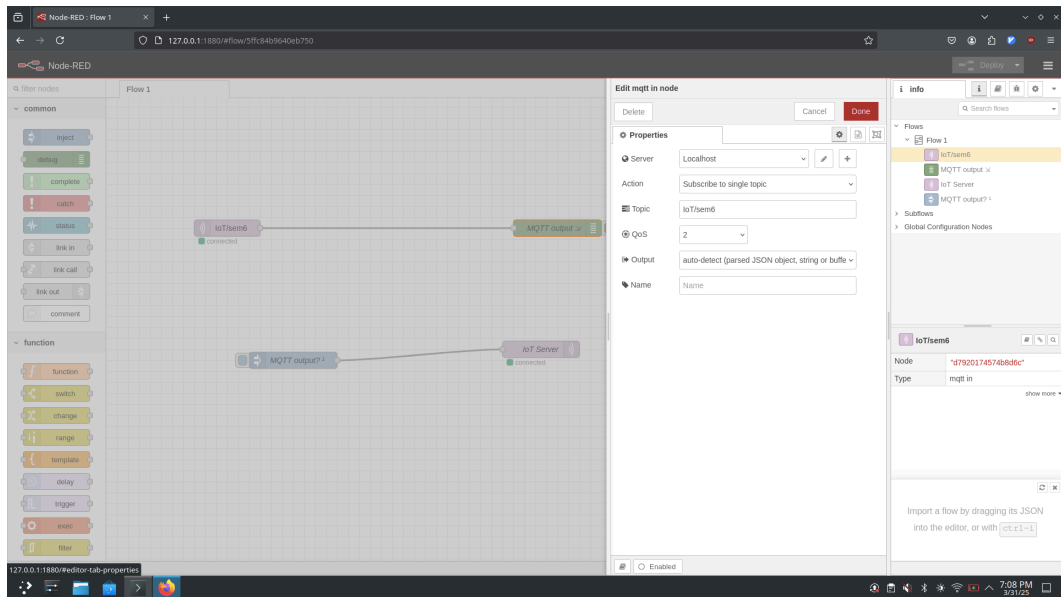 Node-RED : Flow 1
127.0.0.1:1880/#flow/5ffc84b9640eb750
Node-RED
Deploy
filter nodes
common
inject
debug
complete
catch
status
link in
link call
link out
comment
function
function
switch
change
range
template
delay
trigger
exec
filter
Flow 1
IoT/sem6
connected
MQTT output
MQTT output? ¹
IoT Server
connected
Edit mqtt in node
Delete
Cancel
Done
Properties
Server
Localhost
Action
Subscribe to single topic
Topic
IoT/sem6
QoS
2
Output
auto-detect (parsed JSON object, string or buffe
Name
Name
Enabled
info
Search flows
Flows
Flow 1
IoT/sem6
MQTT output
IoT Server
MQTT output? ¹
Subflows
Global Configuration Nodes
IoT/sem6
Node
"d7920174574b8d6c"
Type
mqtt in
show more
Import a flow by dragging its JSON
into the editor, or with ctrl-i
127.0.0.1:1880/#editor-tab-properties
7:08 PM
3/31/25